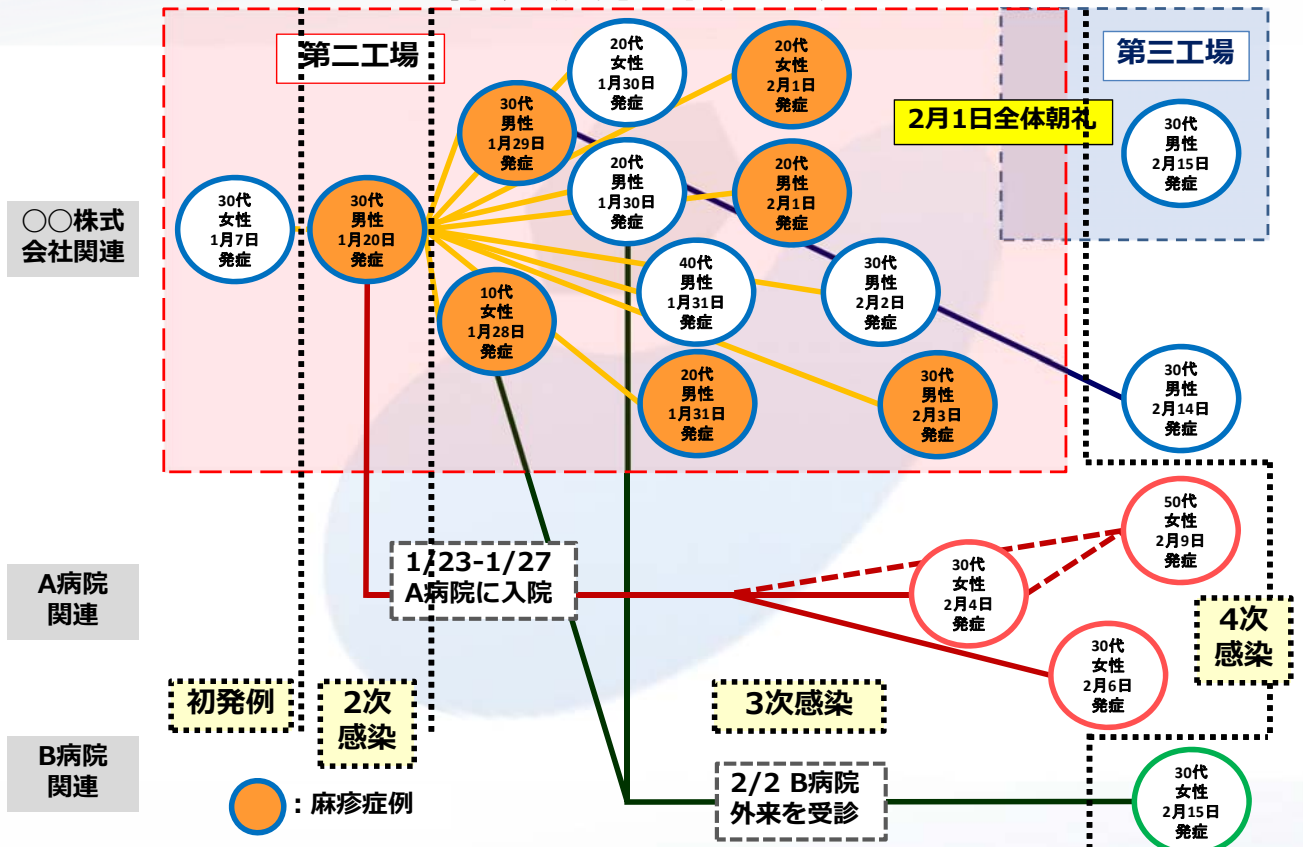 第二工場
第三工場
2月1日全体朝礼
○○株式
会社関連
30代
女性
1月7日
発症
30代
男性
1月20日
発症
30代
男性
1月29日
発症
20代
女性
1月30日
発症
20代
女性
2月1日
発症
20代
男性
1月30日
発症
20代
男性
2月1日
発症
10代
女性
1月28日
発症
40代
男性
1月31日
発症
30代
男性
2月2日
発症
20代
男性
1月31日
発症
30代
男性
2月3日
発症
30代
男性
2月15日
発症
30代
男性
2月14日
発症
A病院
関連
1/23-1/27
A病院に入院
30代
女性
2月4日
発症
50代
女性
2月9日
発症
30代
女性
2月6日
発症
初発例
2次
感染
3次感染
4次
感染
B病院
関連
2/2 B病院
外来を受診
30代
女性
2月15日
発症
：麻疹症例